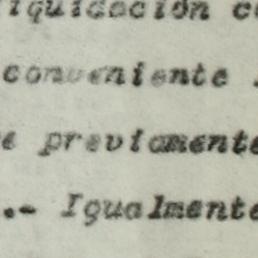 liquidación c
conveniente
e previamente
.- Igualmente